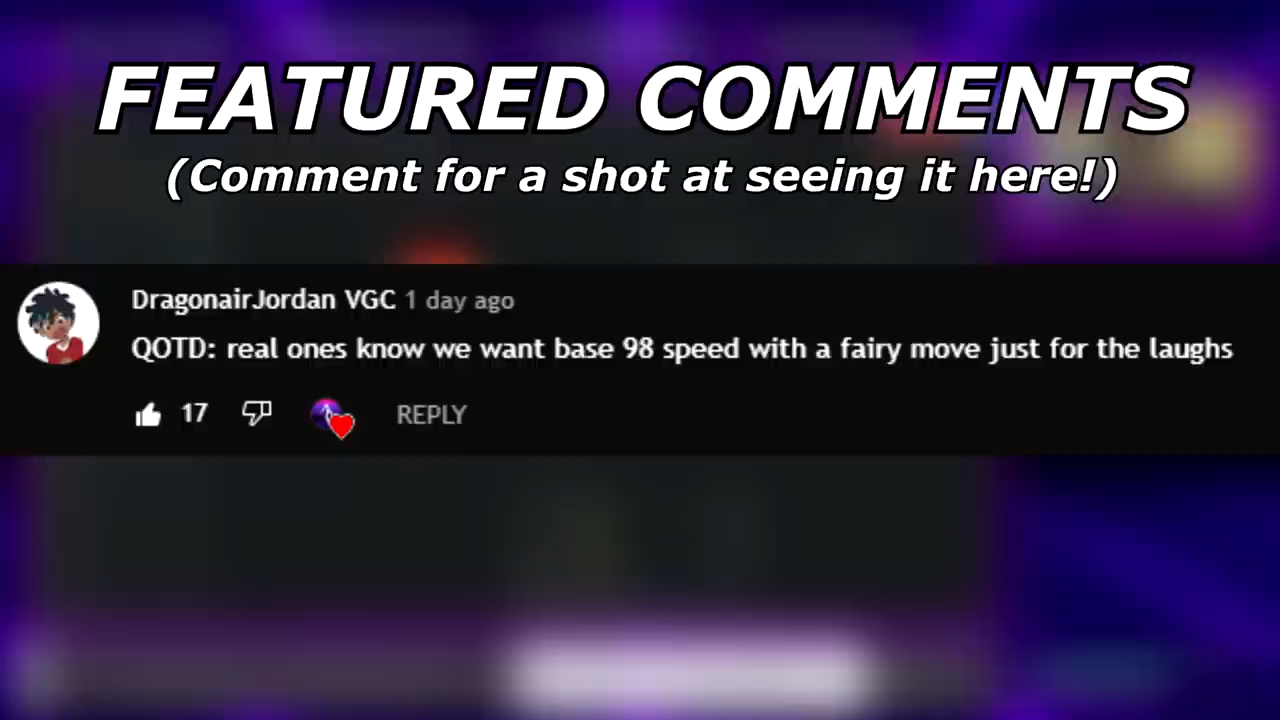 FEATURED COMMENTS
(Comment for a shot at seeing it here!)
DragonairJordan VGC 1 day ago
QOTD: real ones know we want base 98 speed with a fairy move just for the laughs
17 REPLY